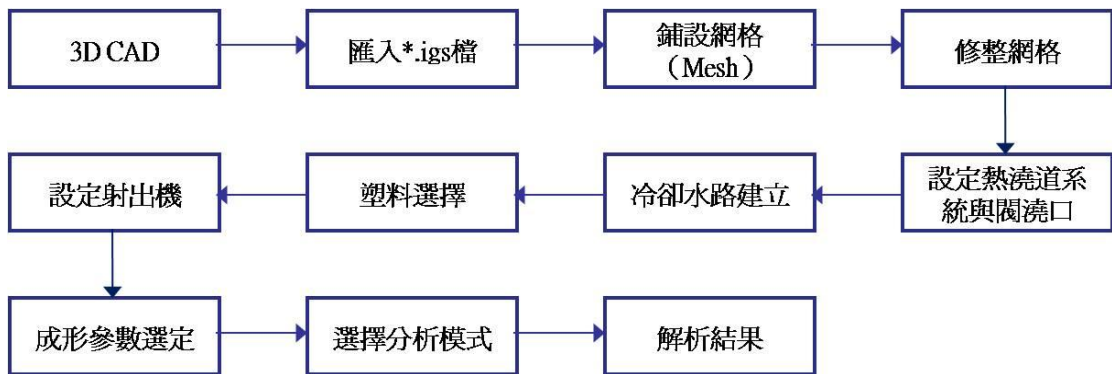 3D CAD
匯入*.igs檔
鋪設網格
（Mesh）
修整網格
設定熱澆道系
統與閥澆口
冷卻水路建立
塑料選擇
設定射出機
成形參數選定
選擇分析模式
解析結果